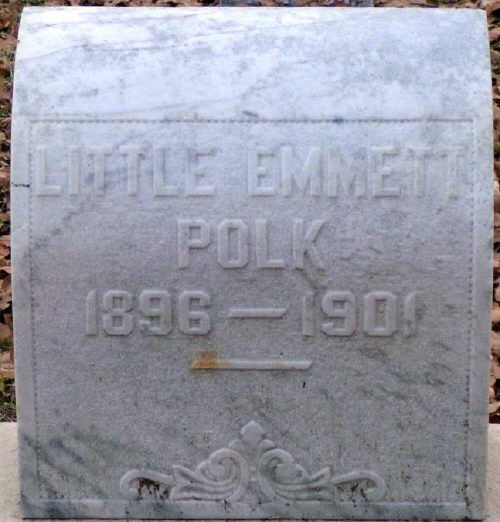 LITTLE EMMETT
POLK
1896 — 1901